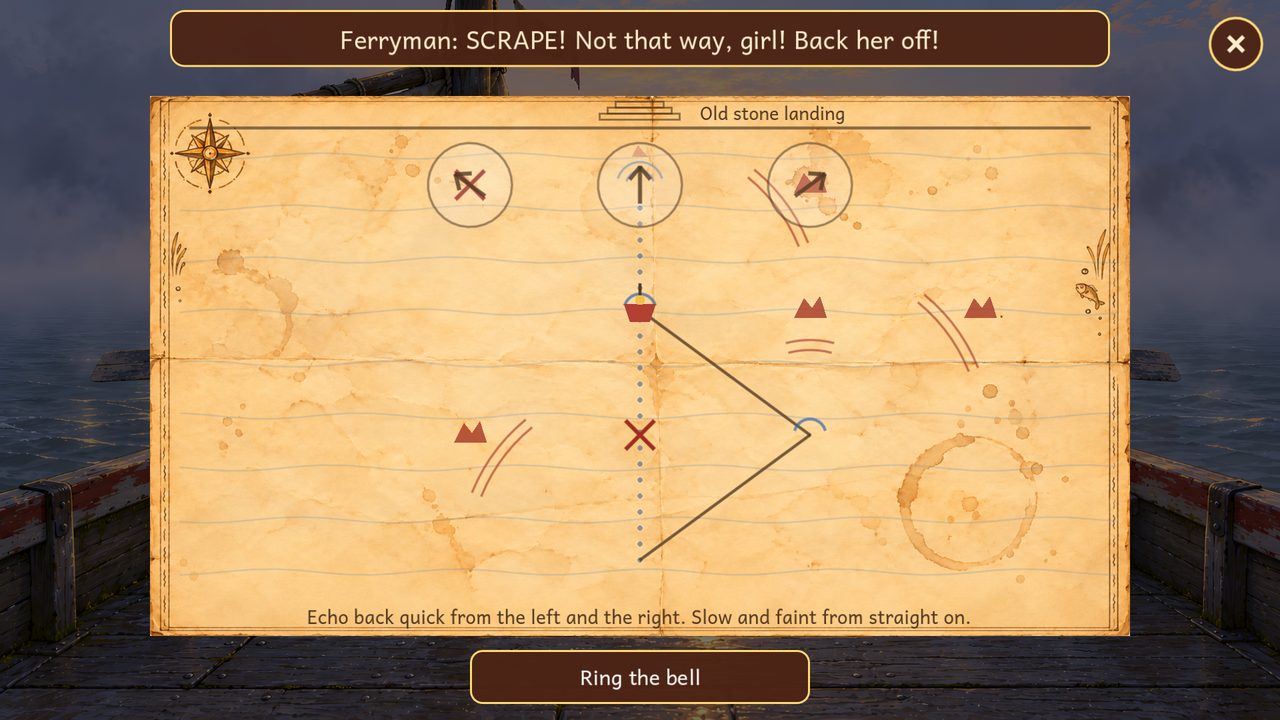 Ferryman: SCRAPE! Not that way, girl! Back her off!
Old stone landing
Echo back quick from the left and the right. Slow and faint from straight on.
Ring the bell